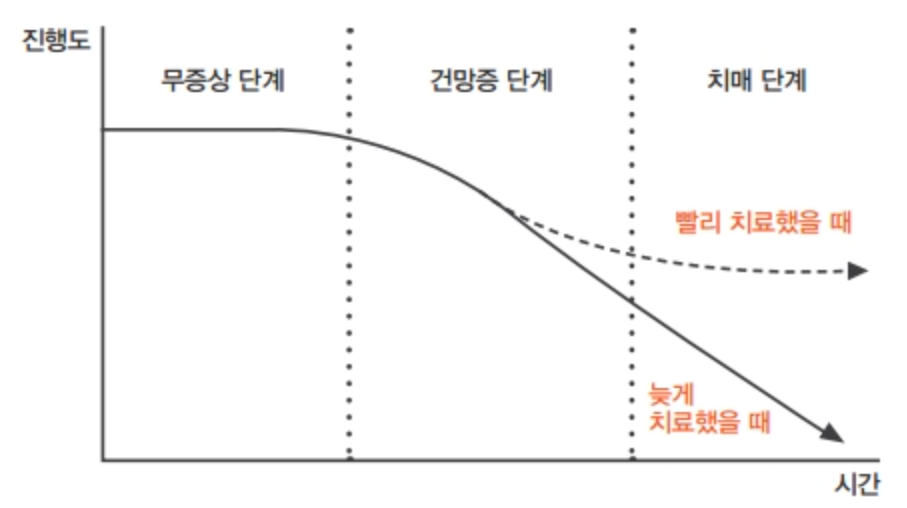 진행도
무증상 단계
건망증 단계
치매 단계
빨리 치료했을 때
늦게
치료했을 때
시간